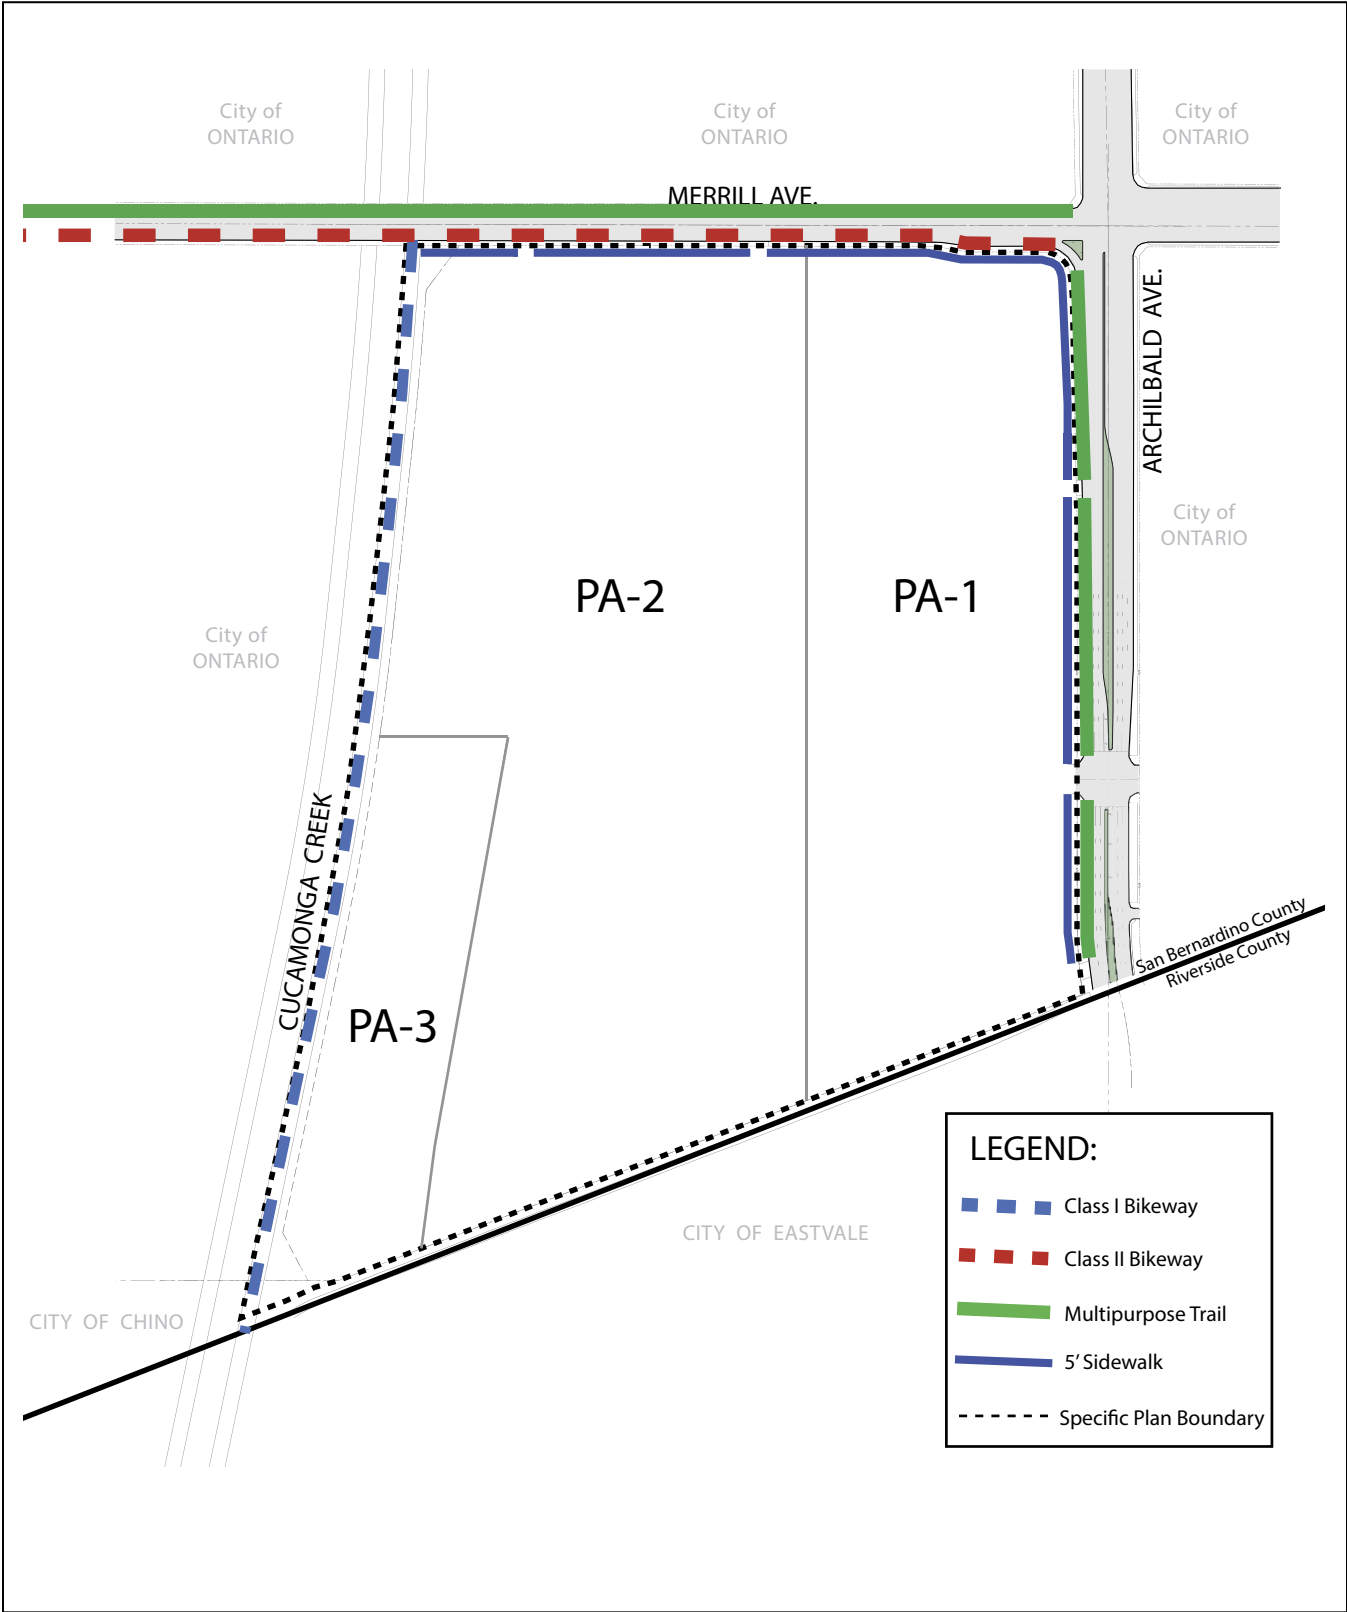 City of
ONTARIO
City of
ONTARIO
City of
ONTARIO
MERRILL AVE.
ARCHILBALD AVE.
City of
ONTARIO
PA-2
PA-1
City of
ONTARIO
CUCAMONGA CREEK
San Bernardino County
Riverside County
PA-3
LEGEND:
Class I Bikeway
Class II Bikeway
Multipurpose Trail
5' Sidewalk
Specific Plan Boundary
CITY OF EASTVALE
CITY OF CHINO